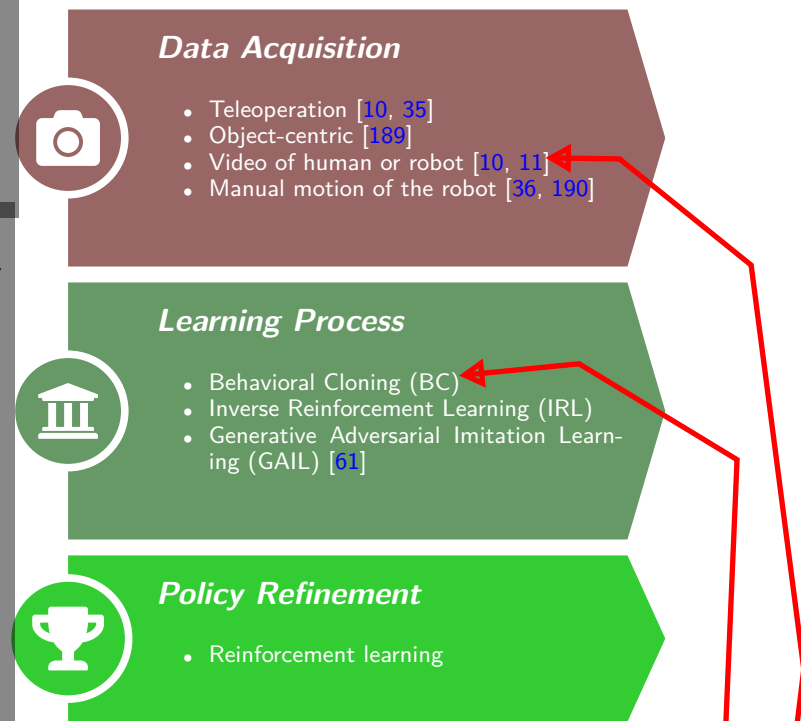 Data Acquisition
• Teleoperation [10, 35]
• Object-centric [189]
• Video of human or robot [10, 11]
• Manual motion of the robot [36, 190]
Learning Process
• Behavioral Cloning (BC)
• Inverse Reinforcement Learning (IRL)
• Generative Adversarial Imitation Learn-
ing (GAIL) [61]
Policy Refinement
• Reinforcement learning